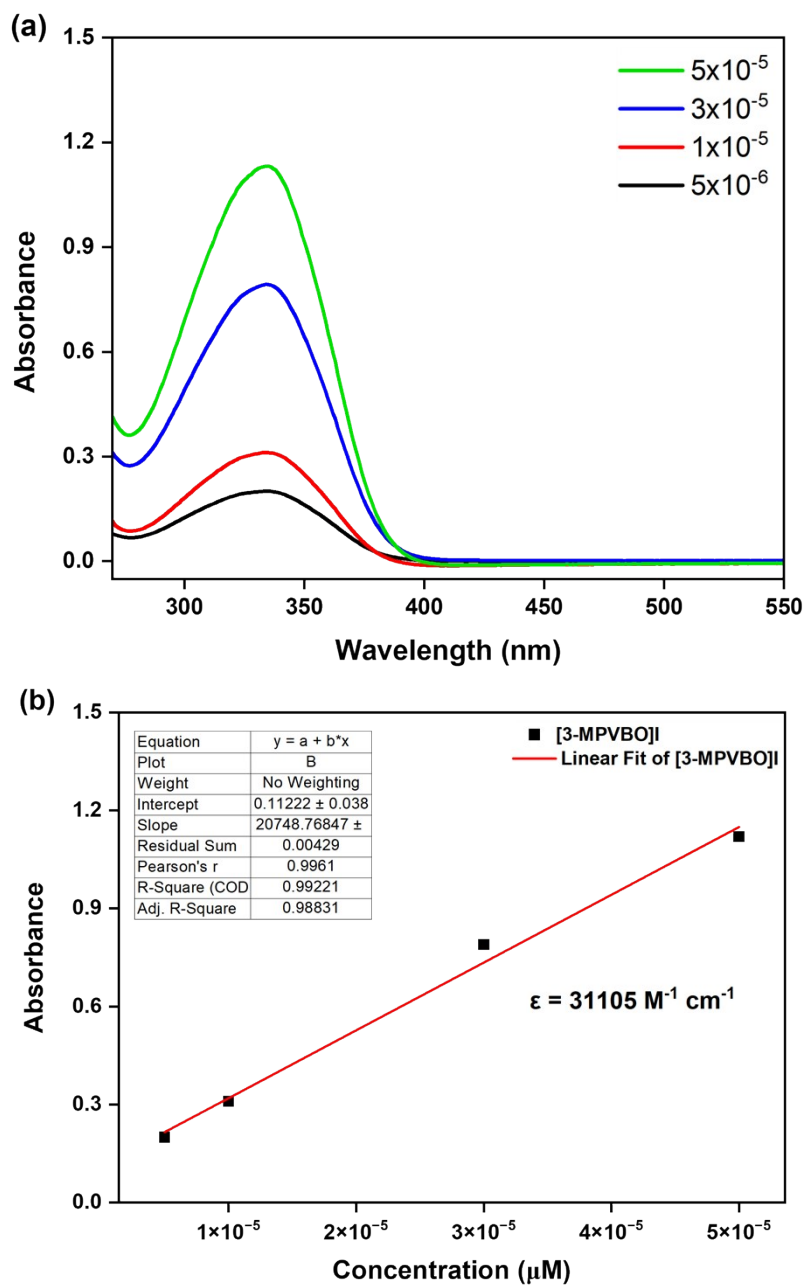 (a)
1.5
1.2
0.9
0.6
0.3
0.0
Absorbance
5x10⁻⁵
3x10⁻⁵
1x10⁻⁵
5x10⁻⁶
300 350 400 450 500 550
Wavelength (nm)
(b)
1.5
1.2
0.9
0.6
0.3
0.0
Absorbance
Equation y = a + b*x
Plot B
Weight No Weighting
Intercept 0.11222 ± 0.038
Slope 20748.76847 ±
Residual Sum 0.00429
Pearson's r 0.9961
R-Square (COD 0.99221
Adj. R-Square 0.98831
[3-MPVBO]I
Linear Fit of [3-MPVBO]I
ε = 31105 M⁻¹ cm⁻¹
1×10⁻⁵ 2×10⁻⁵ 3×10⁻⁵ 4×10⁻⁵ 5×10⁻⁵
Concentration (µM)